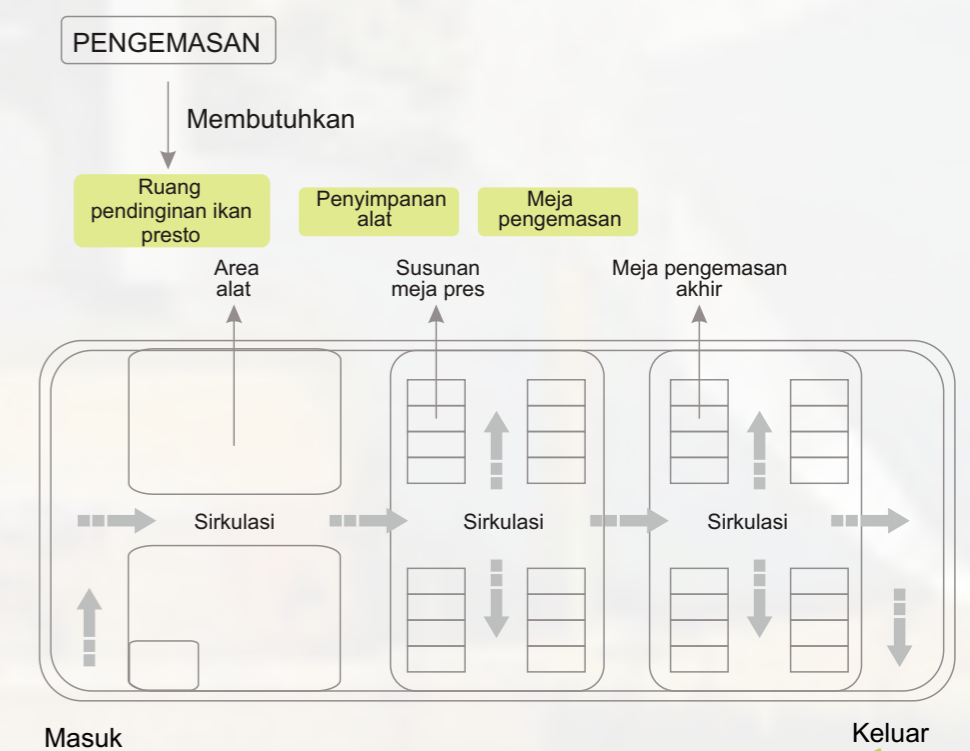 PENGEMASAN
Membutuhkan
Ruang
pendinginan ikan
presto
Penyimpanan
alat
Meja
pengemasan
Area
alat
Susunan
meja pres
Meja pengemasan
akhir
Sirkulasi
Sirkulasi
Sirkulasi
Masuk
Keluar